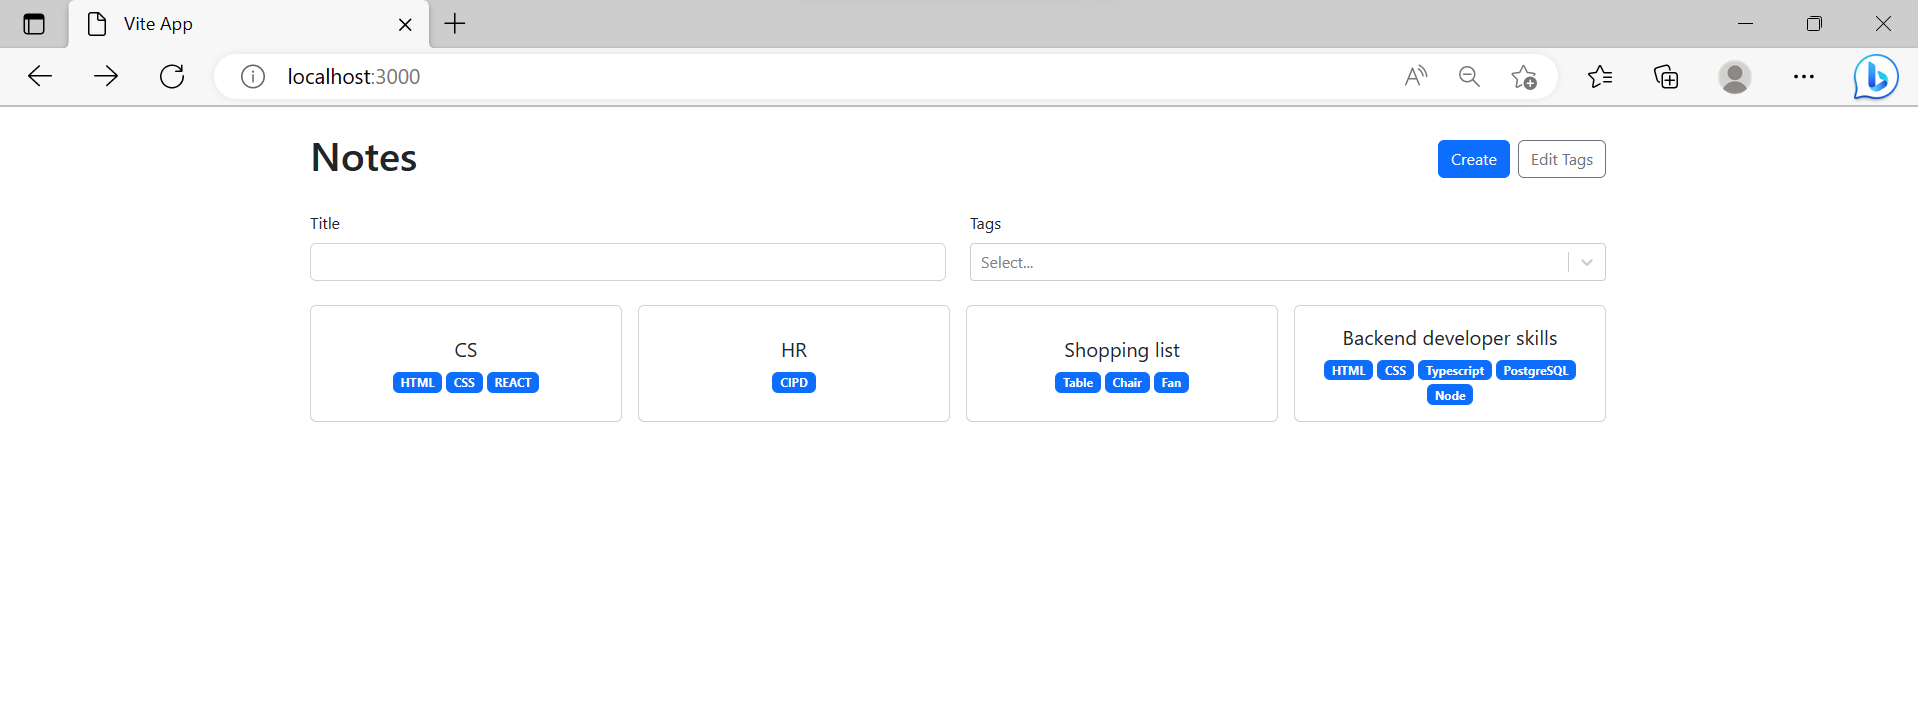 Vite App
localhost:3000
Notes
Create Edit Tags
Title
Tags
Select...
CS
HTML CSS REACT
HR
CIPD
Shopping list
Table Chair Fan
Backend developer skills
HTML CSS Typescript PostgreSQL
Node